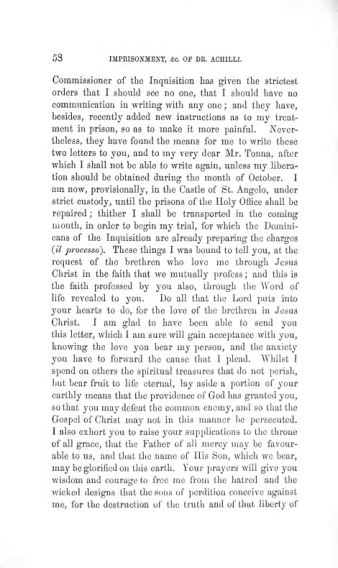 58 IMPRISONMENT, &c. OF DR. ACHILLI.
Commissioner of the Inquisition has given the strictest
orders that I should see no one, that I should have no
communication in writing with any one; and they have,
besides, recently added new instructions as to my treat-
ment in prison, so as to make it more painful. Never-
theless, they have found the means for me to write these
two letters to you, and to my very dear Mr. Tonna, after
which I shall not be able to write again, unless my libera-
tion should be obtained during the month of October. I
am now, provisionally, in the Castle of St. Angelo, under
strict custody, until the prisons of the Holy Office shall be
repaired; thither I shall be transported in the coming
month, in order to begin my trial, for which the Domini-
cans of the Inquisition are already preparing the charges
(il processo). These things I was bound to tell you, at the
request of the brethren who love me through Jesus
Christ in the faith that we mutually profess; and this is
the faith professed by you also, through the Word of
life revealed to you. Do all that the Lord puts into
your hearts to do, for the love of the brethren in Jesus
Christ. I am glad to have been able to send you
this letter, which I am sure will gain acceptance with you,
knowing the love you bear my person, and the anxiety
you have to forward the cause that I plead. Whilst I
spend on others the spiritual treasures that do not perish,
but bear fruit to life eternal, lay aside a portion of your
earthly means that the providence of God has granted you,
so that you may defeat the common enemy, and so that the
Gospel of Christ may not in this manner be persecuted.
I also exhort you to raise your supplications to the throne
of all grace, that the Father of all mercy may be favour-
able to us, and that the name of His Son, which we bear,
may be glorified on this earth. Your prayers will give you
wisdom and courage to free me from the hatred and the
wicked designs that the sons of perdition conceive against
me, for the destruction of the truth and of that liberty of